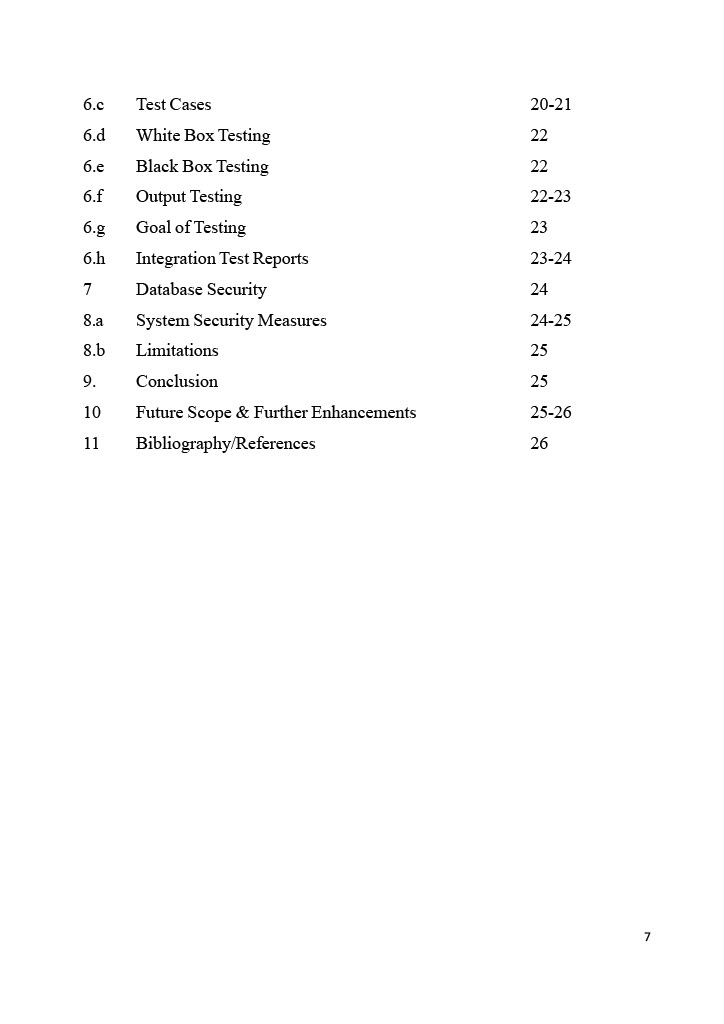 6.c Test Cases 20-21
6.d White Box Testing 22
6.e Black Box Testing 22
6.f Output Testing 22-23
6.g Goal of Testing 23
6.h Integration Test Reports 23-24
7 Database Security 24
8.a System Security Measures 24-25
8.b Limitations 25
9. Conclusion 25
10 Future Scope & Further Enhancements 25-26
11 Bibliography/References 26
7